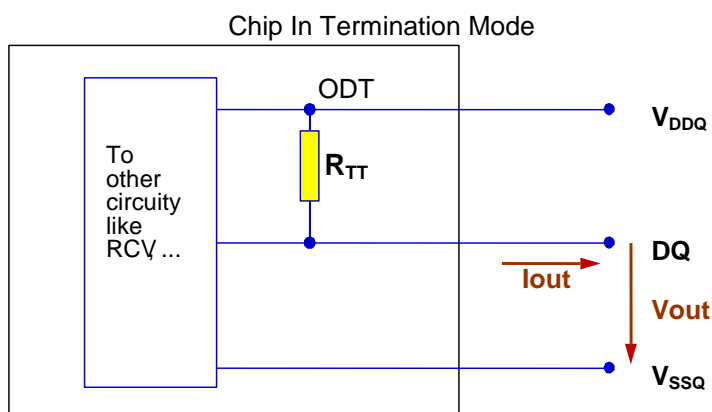 Chip In Termination Mode
ODT
VDDQ
To
other
circuity
like
RCV, ...
RTT
DQ
Iout
Vout
VSSQ